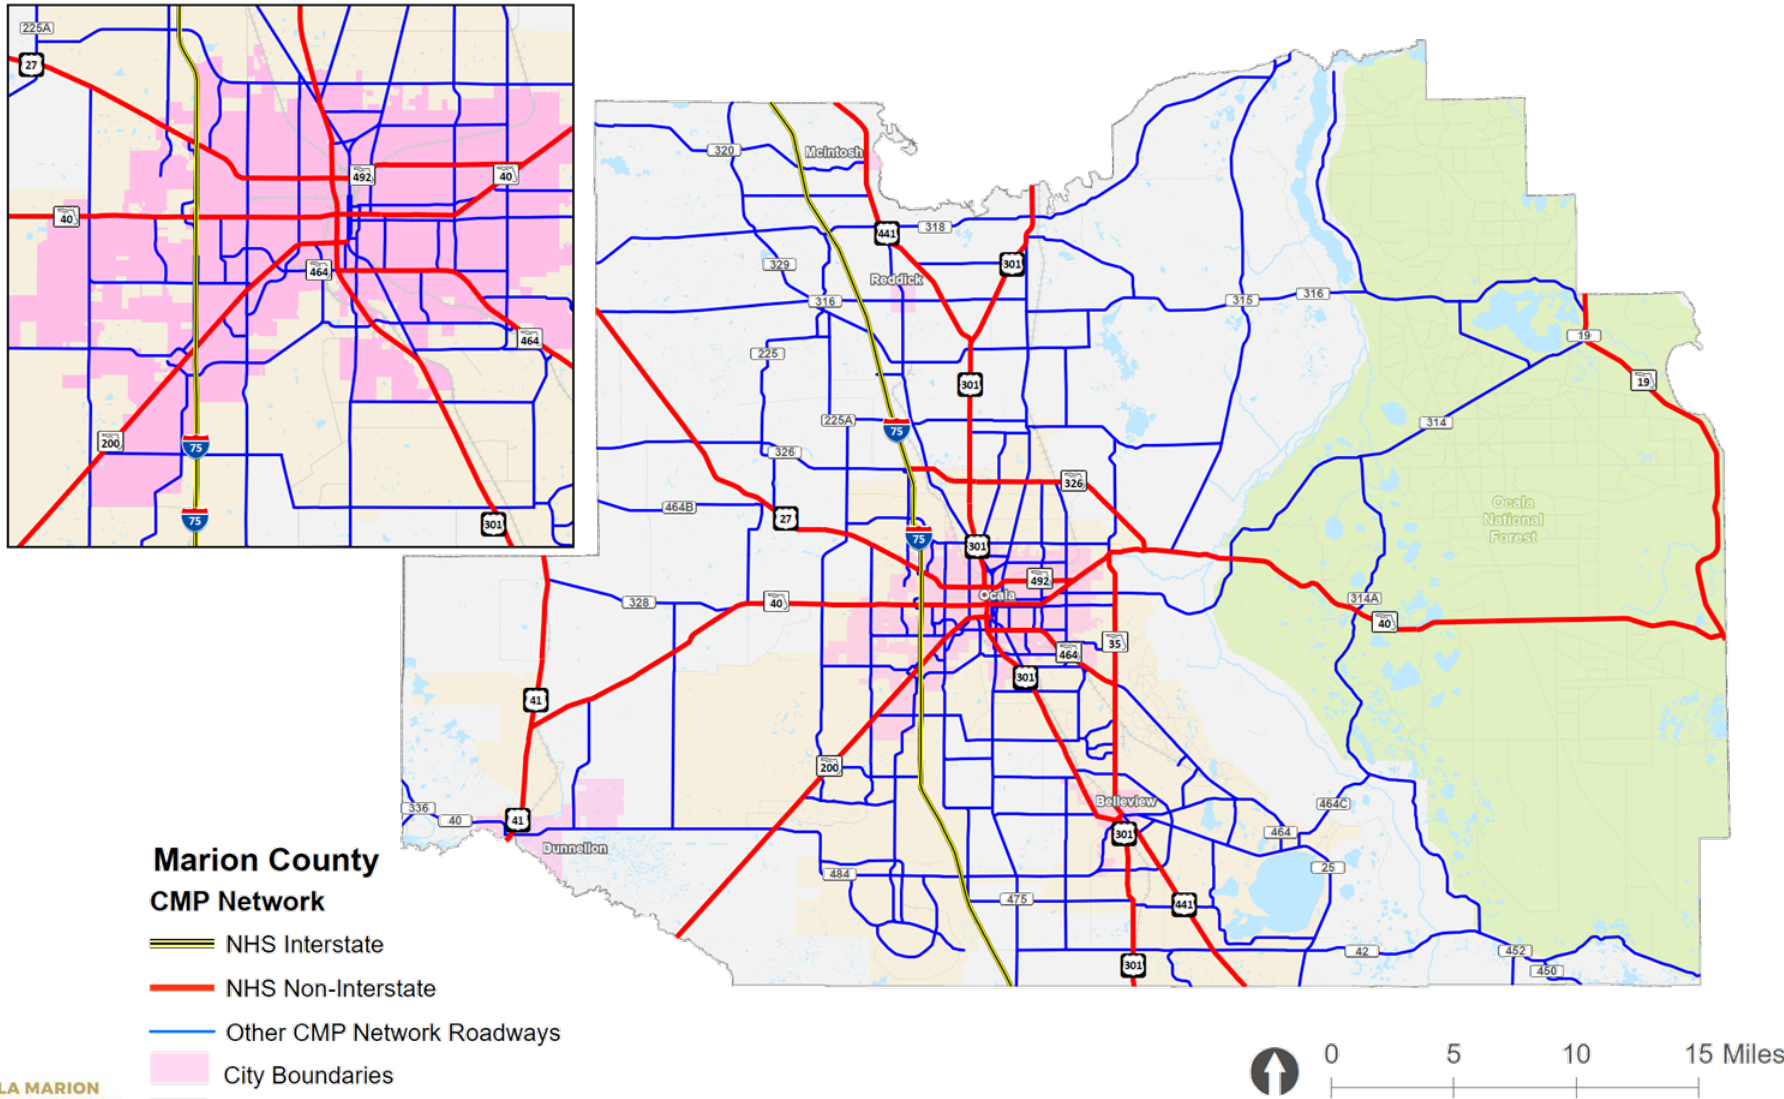 225A
27
492
40
40
464
464
200
75
75
301
320
McIntosh
441
318
329
Reddick
301
316
315
316
19
225
301
19
225A
75
314
326
326
Ocala
National
Forest
464B
27
75
301
492
328
40
Ocala
314A
40
35
464
301
41
200
336
40
41
Belleview
464C
301
464
Dunnellon
484
25
475
441
42
452
301
450
Marion County
CMP Network
NHS Interstate
NHS Non-Interstate
Other CMP Network Roadways
City Boundaries
LA MARION
0 5 10 15 Miles